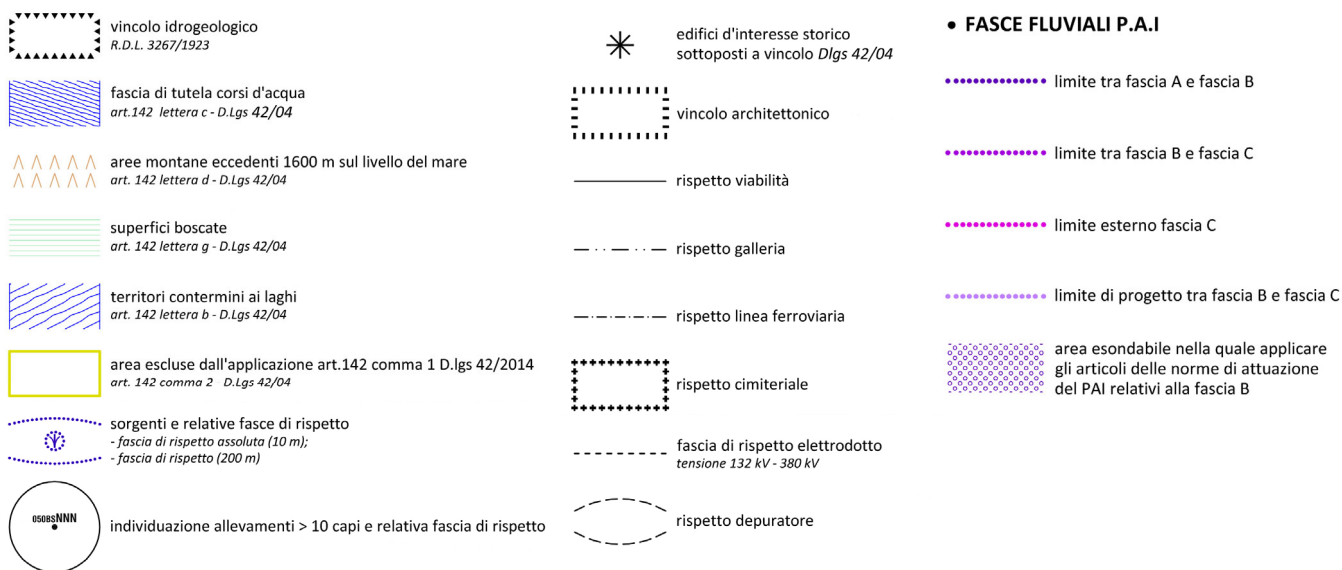 vincolo idrogeologico
R.D.L. 3267/1923
fascia di tutela corsi d'acqua
art.142 lettera c - D.Lgs 42/04
aree montane eccedenti 1600 m sul livello del mare
art. 142 lettera d - D.Lgs 42/04
superfici boscate
art. 142 lettera g - D.Lgs 42/04
territori contermini ai laghi
art. 142 lettera b - D.Lgs 42/04
area escluse dall'applicazione art.142 comma 1 D.lgs 42/2014
art. 142 comma 2 D.Lgs 42/04
sorgenti e relative fasce di rispetto
- fascia di rispetto assoluta (10 m);
- fascia di rispetto (200 m)
050BSNNN
individuazione allevamenti > 10 capi e relativa fascia di rispetto
edifici d'interesse storico
sottoposti a vincolo Dlgs 42/04
vincolo architettonico
rispetto viabilità
rispetto galleria
rispetto linea ferroviaria
rispetto cimiteriale
fascia di rispetto elettrodotto
tensione 132 kV - 380 kV
rispetto depuratore
• FASCE FLUVIALI P.A.I
limite tra fascia A e fascia B
limite tra fascia B e fascia C
limite esterno fascia C
limite di progetto tra fascia B e fascia C
area esondabile nella quale applicare
gli articoli delle norme di attuazione
del PAI relativi alla fascia B